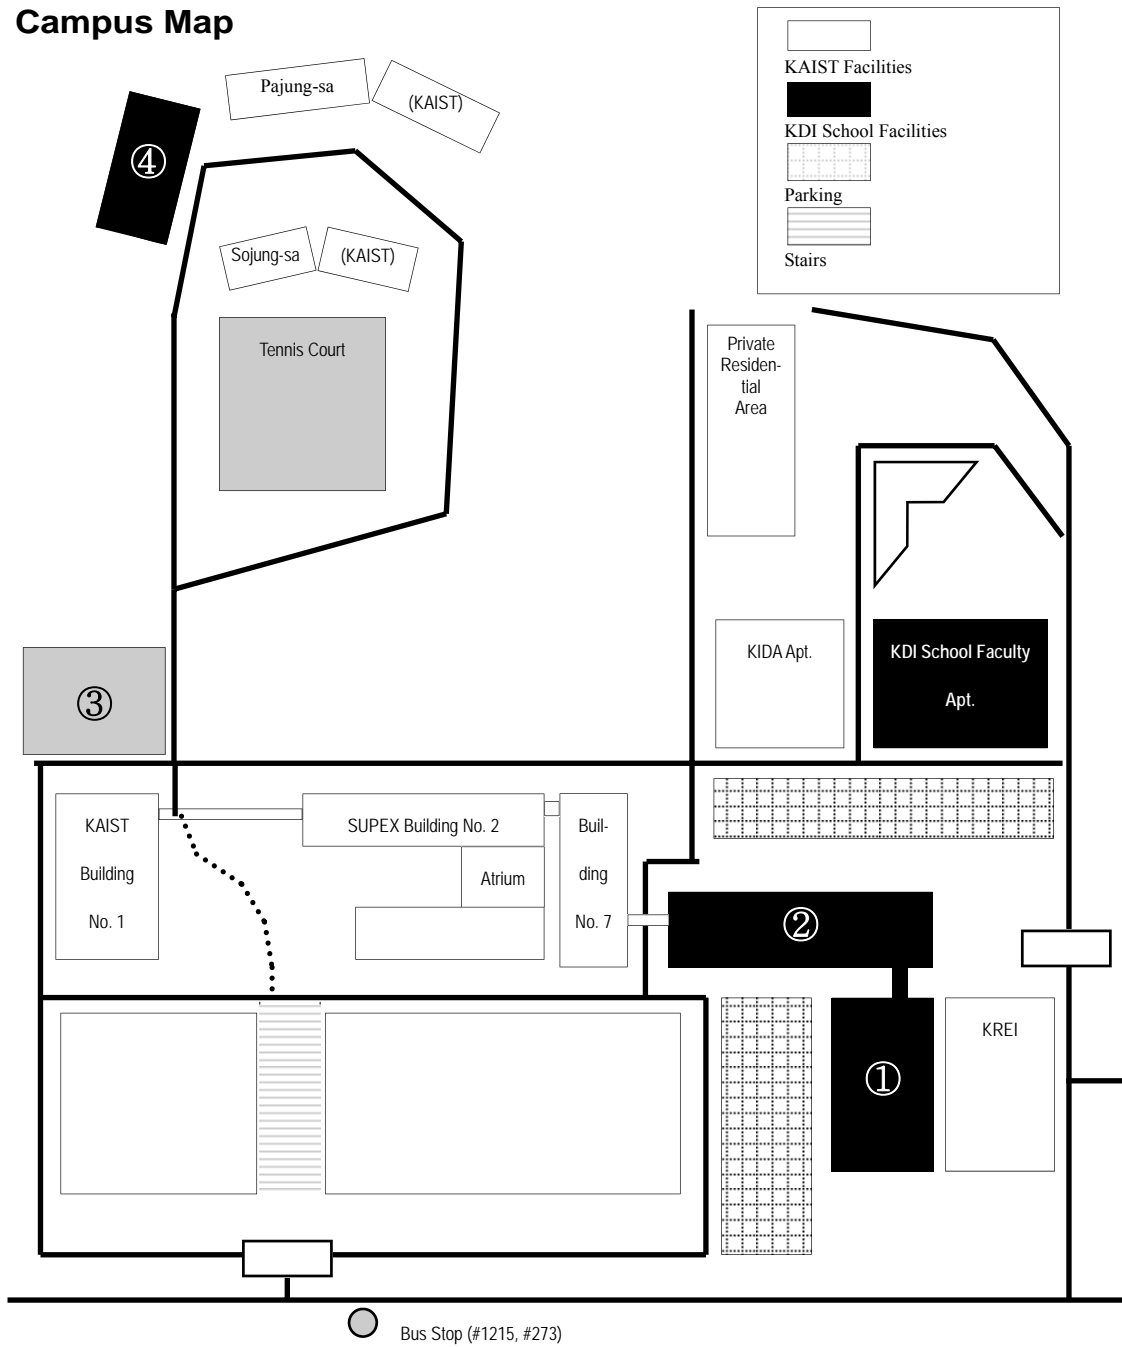 Campus Map
KAIST Facilities
KDI School Facilities
Parking
Stairs
Pajung-sa
(KAIST)
④
Sojung-sa
(KAIST)
Tennis Court
Private
Residen-
tial
Area
KIDA Apt.
KDI School Faculty
Apt.
③
KAIST
Building
No. 1
SUPEX Building No. 2
Atrium
Buil-
ding
No. 7
②
①
KREI
Bus Stop (#1215, #273)